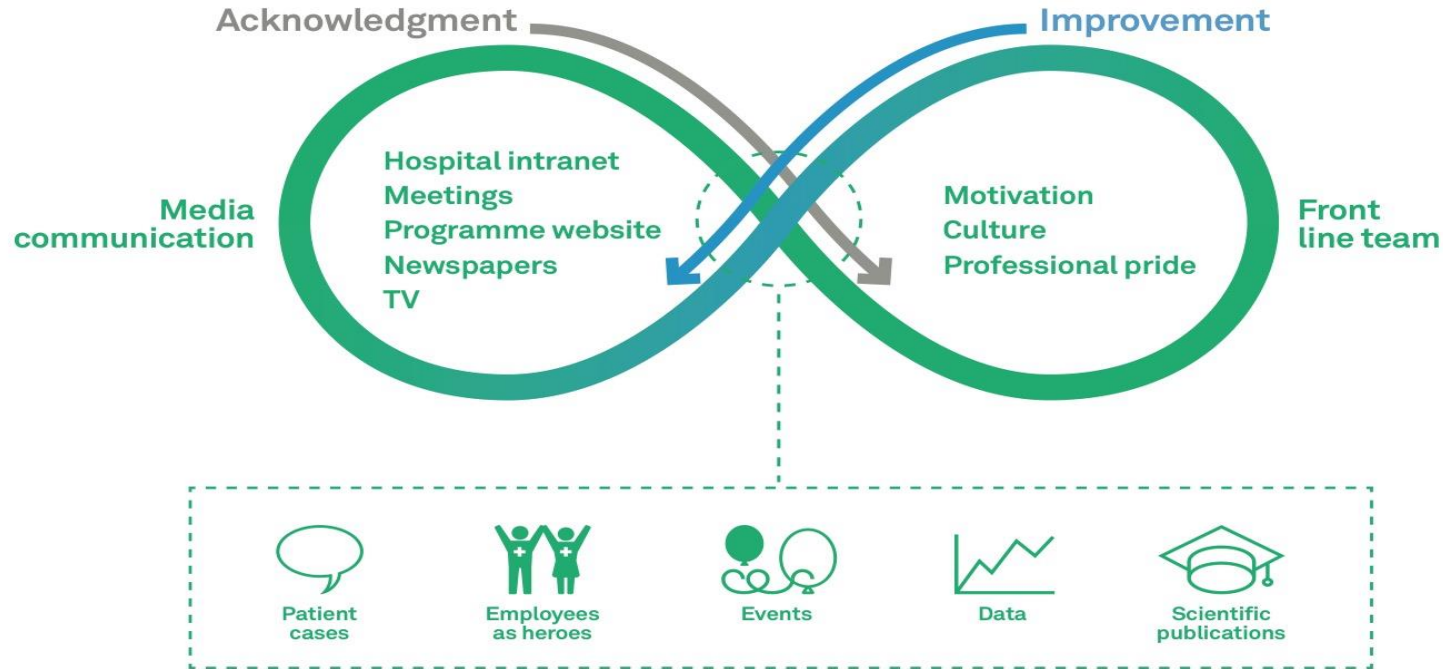 Acknowledgment
Improvement
Media
communication
Hospital intranet
Meetings
Programme website
Newspapers
TV
Motivation
Culture
Professional pride
Front
line team
Patient
cases
Employees
as heroes
Events
Data
Scientific
publications